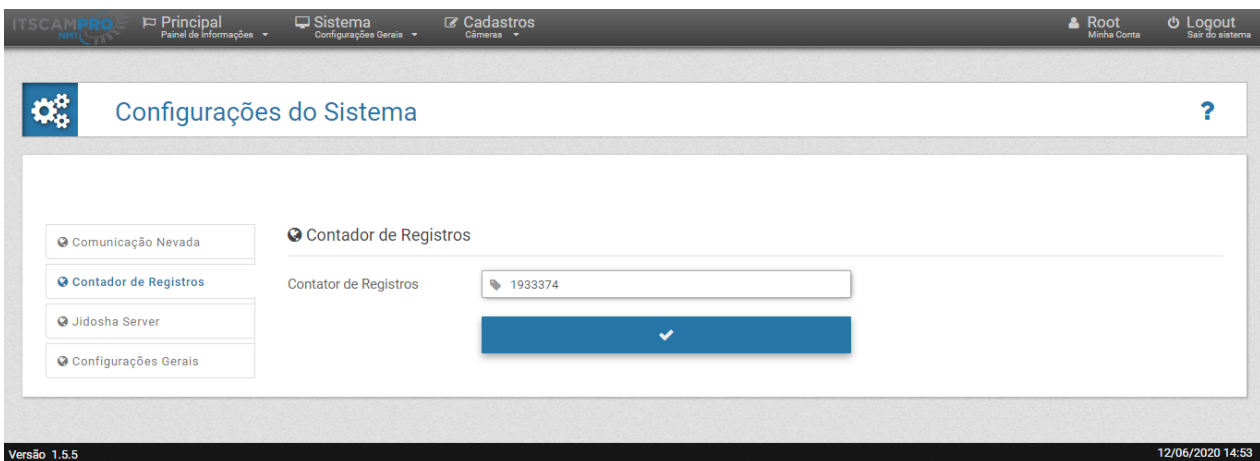 ITSCAMPRO
NM1
Principal
Painel de Informações
Sistema
Configurações Gerais
Cadastros
Câmeras
Root
Minha Conta
Logout
Sair do sistema
Configurações do Sistema
?
Comunicação Nevada
Contador de Registros
Jidosha Server
Configurações Gerais
Contador de Registros
Contator de Registros
1933374
Versão 1.5.5
12/06/2020 14:53